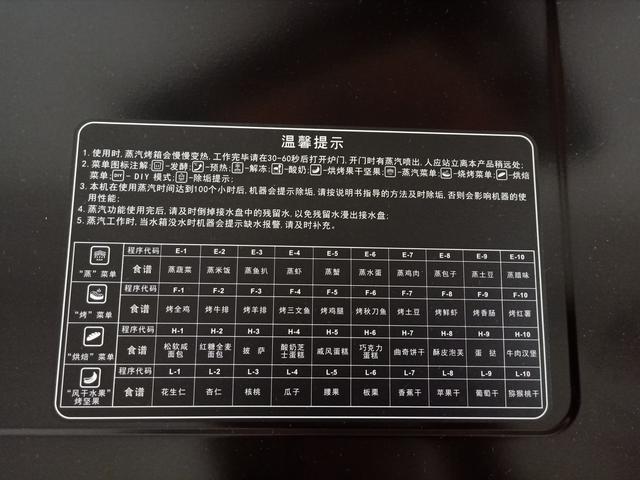 温馨提示
1. 使用时, 蒸汽烤箱会慢慢变热, 工作完毕请在30-60秒后打开炉门, 开门时有蒸汽喷出, 人应站立离本产品稍远处;
2. 菜单图标注解: -发酵; -预热; -解冻; -酸奶; -烘烤果干坚果; -蒸汽菜单; -烧烤菜单; -烘焙
菜单; DIY - DIY 模式; -除垢提示;
3. 本机在使用蒸汽时间达到100个小时后, 机器会提示除垢, 请按说明书指导的方法及时除垢, 否则会影响机器的使
用性能;
4. 蒸汽功能使用完后, 请及时倒掉接水盘中的残留水, 以免残留水漫出接水盘;
5. 蒸汽工作时, 当水箱没水时机器会提示缺水报警, 请及时补充。
"蒸" 菜单
程序代码 E-1 E-2 E-3 E-4 E-5 E-6 E-7 E-8 E-9 E-10
食谱 蒸蔬菜 蒸米饭 蒸鱼扒 蒸虾 蒸蟹 蒸水蛋 蒸鸡肉 蒸包子 蒸土豆 蒸腊味
"烤" 菜单
程序代码 F-1 F-2 F-3 F-4 F-5 F-6 F-7 F-8 F-9 F-10
食谱 烤全鸡 烤牛排 烤羊排 烤三文鱼 烤鸡腿 烤秋刀鱼 烤土豆 烤鲜虾 烤香肠 烤红薯
"烘焙" 菜单
程序代码 H-1 H-2 H-3 H-4 H-5 H-6 H-7 H-8 H-9 H-10
食谱 松软咸面包 红糖全麦面包 披萨 酸奶芝士蛋糕 戚风蛋糕 巧克力蛋糕 曲奇饼干 酥皮泡芙 蛋挞 牛肉汉堡
"风干水果"
烤坚果
程序代码 L-1 L-2 L-3 L-4 L-5 L-6 L-7 L-8 L-9 L-10
食谱 花生仁 杏仁 核桃 瓜子 腰果 板栗 香蕉干 苹果干 葡萄干 猕猴桃干